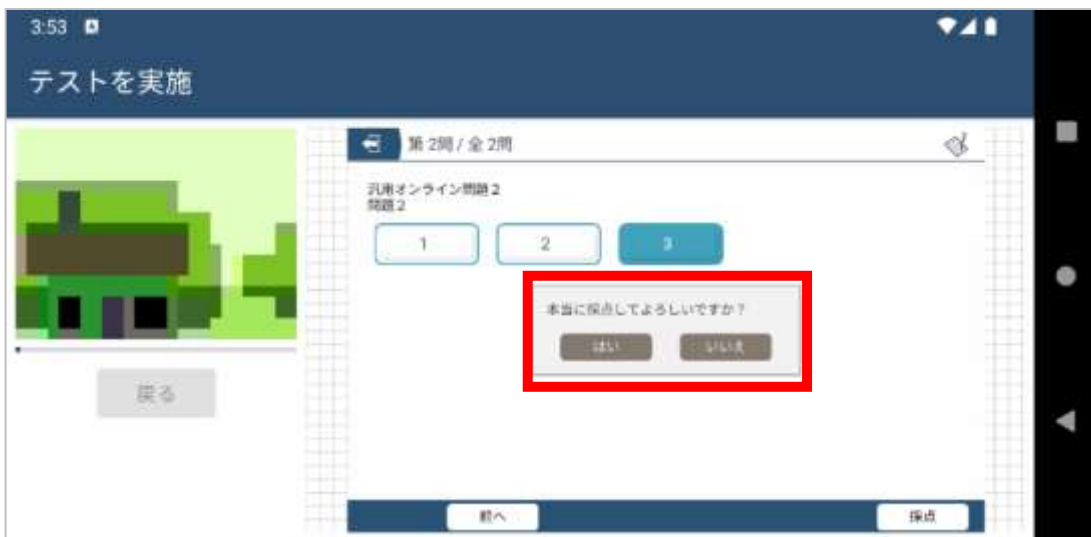 3:53
テストを実施
第 2問 / 全 2問
汎用オンライン問題２
問題２
1
2
3
本当に採点してよろしいですか？
はい
いいえ
戻る
前へ
採点